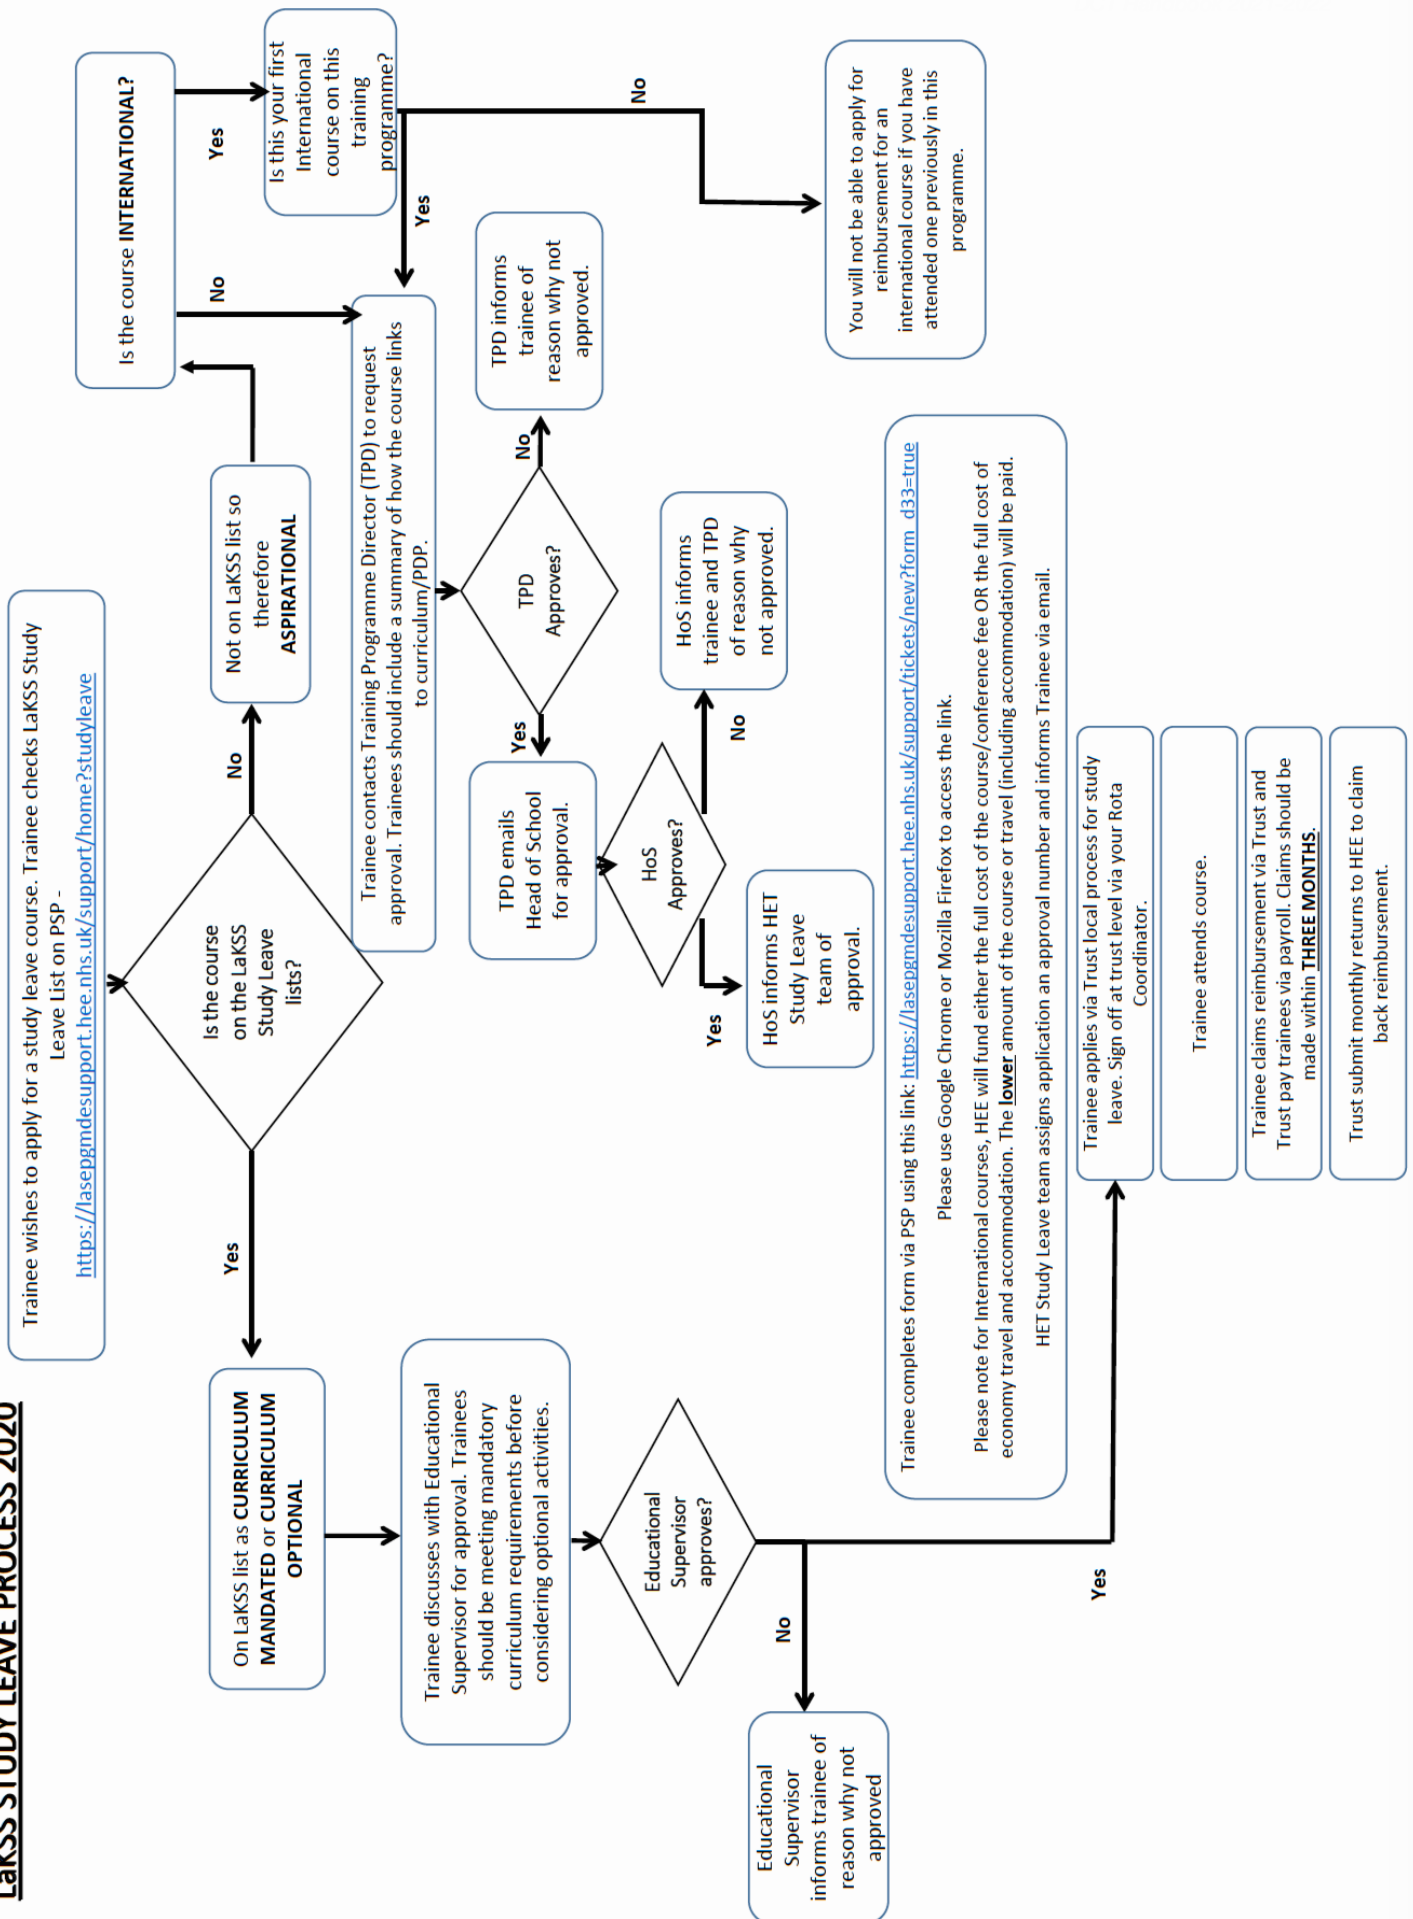 LaKSS STUDY LEAVE PROCESS 2020
Trainee wishes to apply for a study leave course. Trainee checks LaKSS Study
Leave List on PSP -
https://lasepgmdesupport.hee.nhs.uk/support/home?studyleave
Is the course
on the LaKSS
Study Leave
lists?
Yes
No
On LaKSS list as CURRICULUM
MANDATED or CURRICULUM
OPTIONAL
Not on LaKSS list so
therefore
ASPIRATIONAL
Is the course INTERNATIONAL?
No
Yes
Is this your first
International
course on this
training
programme?
Yes
No
Trainee discusses with Educational
Supervisor for approval. Trainees
should be meeting mandatory
curriculum requirements before
considering optional activities.
Trainee contacts Training Programme Director (TPD) to request
approval. Trainees should include a summary of how the course links
to curriculum/PDP.
TPD
Approves?
Yes
No
TPD informs
trainee of
reason why not
approved.
TPD emails
Head of School
for approval.
HoS
Approves?
Yes
No
HoS informs
trainee and TPD
of reason why
not approved.
HoS informs HET
Study Leave
team of
approval.
You will not be able to apply for
reimbursement for an
international course if you have
attended one previously in this
programme.
Educational
Supervisor
approves?
No
Yes
Educational
Supervisor
informs trainee of
reason why not
approved
Trainee completes form via PSP using this link: https://lasepgmdesupport.hee.nhs.uk/support/tickets/new?form_d33=true
Please use Google Chrome or Mozilla Firefox to access the link.
Please note for International courses, HEE will fund either the full cost of the course/conference fee OR the full cost of
economy travel and accommodation. The lower amount of the course or travel (including accommodation) will be paid.
HET Study Leave team assigns application an approval number and informs Trainee via email.
Trainee applies via Trust local process for study
leave. Sign off at trust level via your Rota
Coordinator.
Trainee attends course.
Trainee claims reimbursement via Trust and
Trust pay trainees via payroll. Claims should be
made within THREE MONTHS.
Trust submit monthly returns to HEE to claim
back reimbursement.